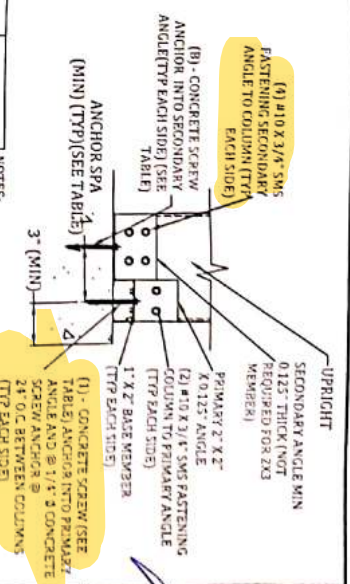 (4) #10 X 3/4" SMS
FASTENING SECONDARY
ANGLE TO COLUMN (TYP
EACH SIDE)
(B) - CONCRETE SCREW
ANCHOR INTO SECONDARY
ANGLE(TYP EACH SIDE) (SEE
TABLE)
ANCHOR SPA
(MIN) (TYP)(SEE TABLE)
3" (MIN)
UPRIGHT
SECONDARY ANGLE MIN
0.125" THICK (NOT
REQUIRED FOR 2X3
MEMBER)
PRIMARY 2" X 2"
X 0.125" ANGLE
(2) #10 X 3/4" SMS FASTENING
COLUMN TO PRIMARY ANGLE
(TYP EACH SIDE)
1" X 2" BASE MEMBER
(TYP EACH SIDE)
(1) - CONCRETE SCREW (SEE
TABLE) ANCHOR INTO PRIMARY
ANGLE AND @ 1/4" Ø CONCRETE
SCREW ANCHOR @
24" O.C. BETWEEN COLUMNS
(TYP EACH SIDE)
NOTES: